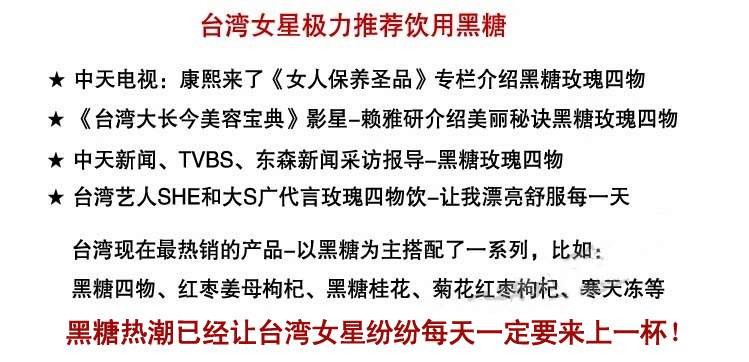 台湾女星极力推荐饮用黑糖
★ 中天电视：康熙来了《女人保养圣品》专栏介绍黑糖玫瑰四物
★《台湾大长今美容宝典》影星-赖雅研介绍美丽秘诀黑糖玫瑰四物
★ 中天新闻、TVBS、东森新闻采访报导-黑糖玫瑰四物
★ 台湾艺人SHE和大S广代言玫瑰四物饮-让我漂亮舒服每一天
台湾现在最热销的产品-以黑糖为主搭配了一系列，比如：
黑糖四物、红枣姜母枸杞、黑糖桂花、菊花红枣枸杞、寒天冻等
黑糖热潮已经让台湾女星纷纷每天一定要来上一杯！